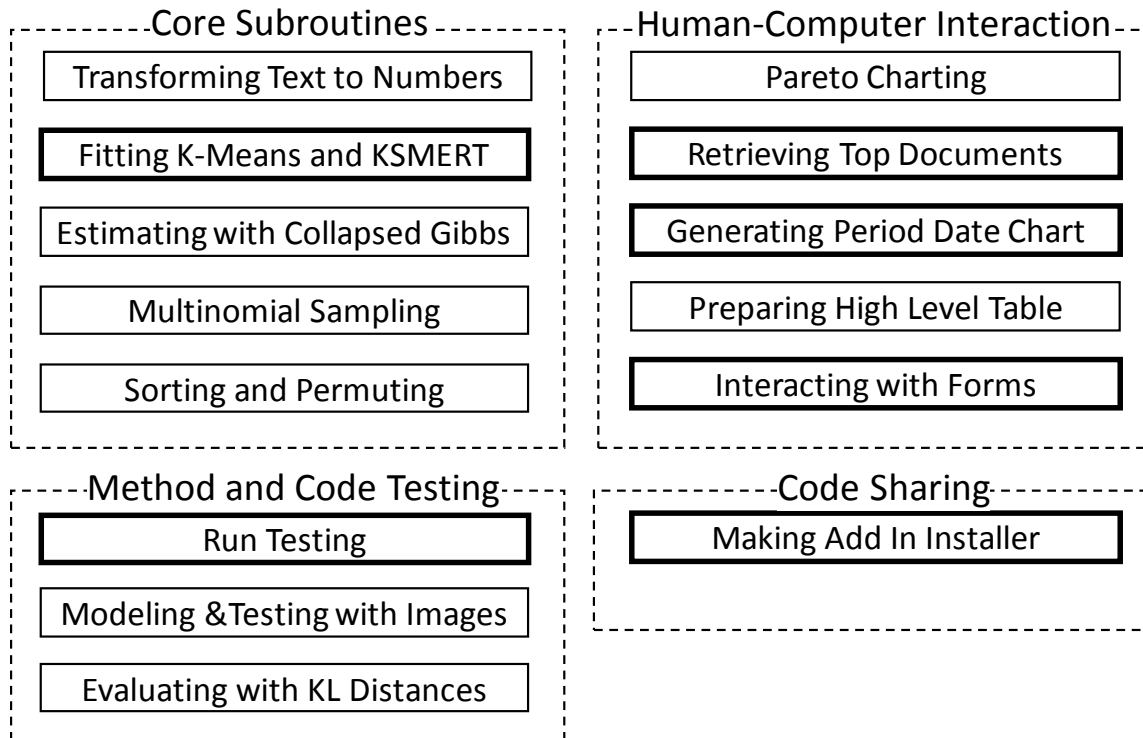 Core Subroutines
Transforming Text to Numbers
Fitting K-Means and KSMERT
Estimating with Collapsed Gibbs
Multinomial Sampling
Sorting and Permuting
Human-Computer Interaction
Pareto Charting
Retrieving Top Documents
Generating Period Date Chart
Preparing High Level Table
Interacting with Forms
Method and Code Testing
Run Testing
Modeling &Testing with Images
Evaluating with KL Distances
Code Sharing
Making Add In Installer